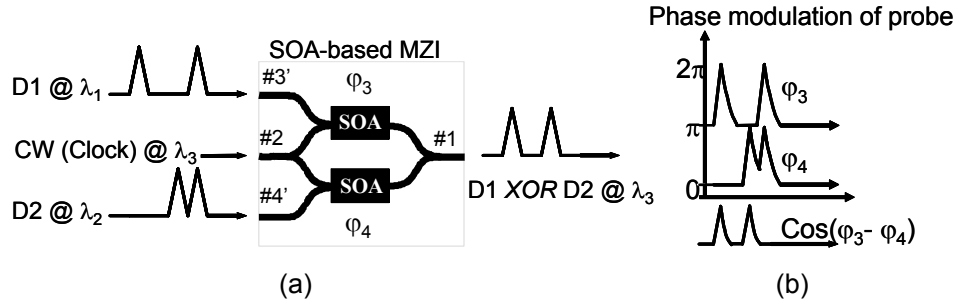 SOA-based MZI
D1 @ λ1
#3’
φ3
SOA
CW (Clock) @ λ3
#2
#1
D2 @ λ2
#4’
SOA
φ4
D1 XOR D2 @ λ3
(a)
Phase modulation of probe
2π
φ3
π
φ4
0
Cos(φ3- φ4)
(b)